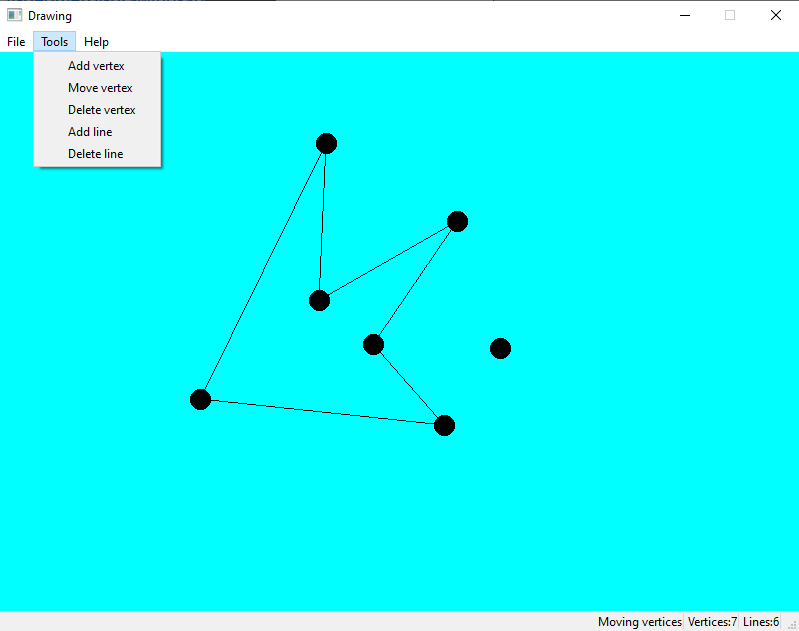 Drawing
File Tools Help
Add vertex
Move vertex
Delete vertex
Add line
Delete line
Moving vertices Vertices:7 Lines:6